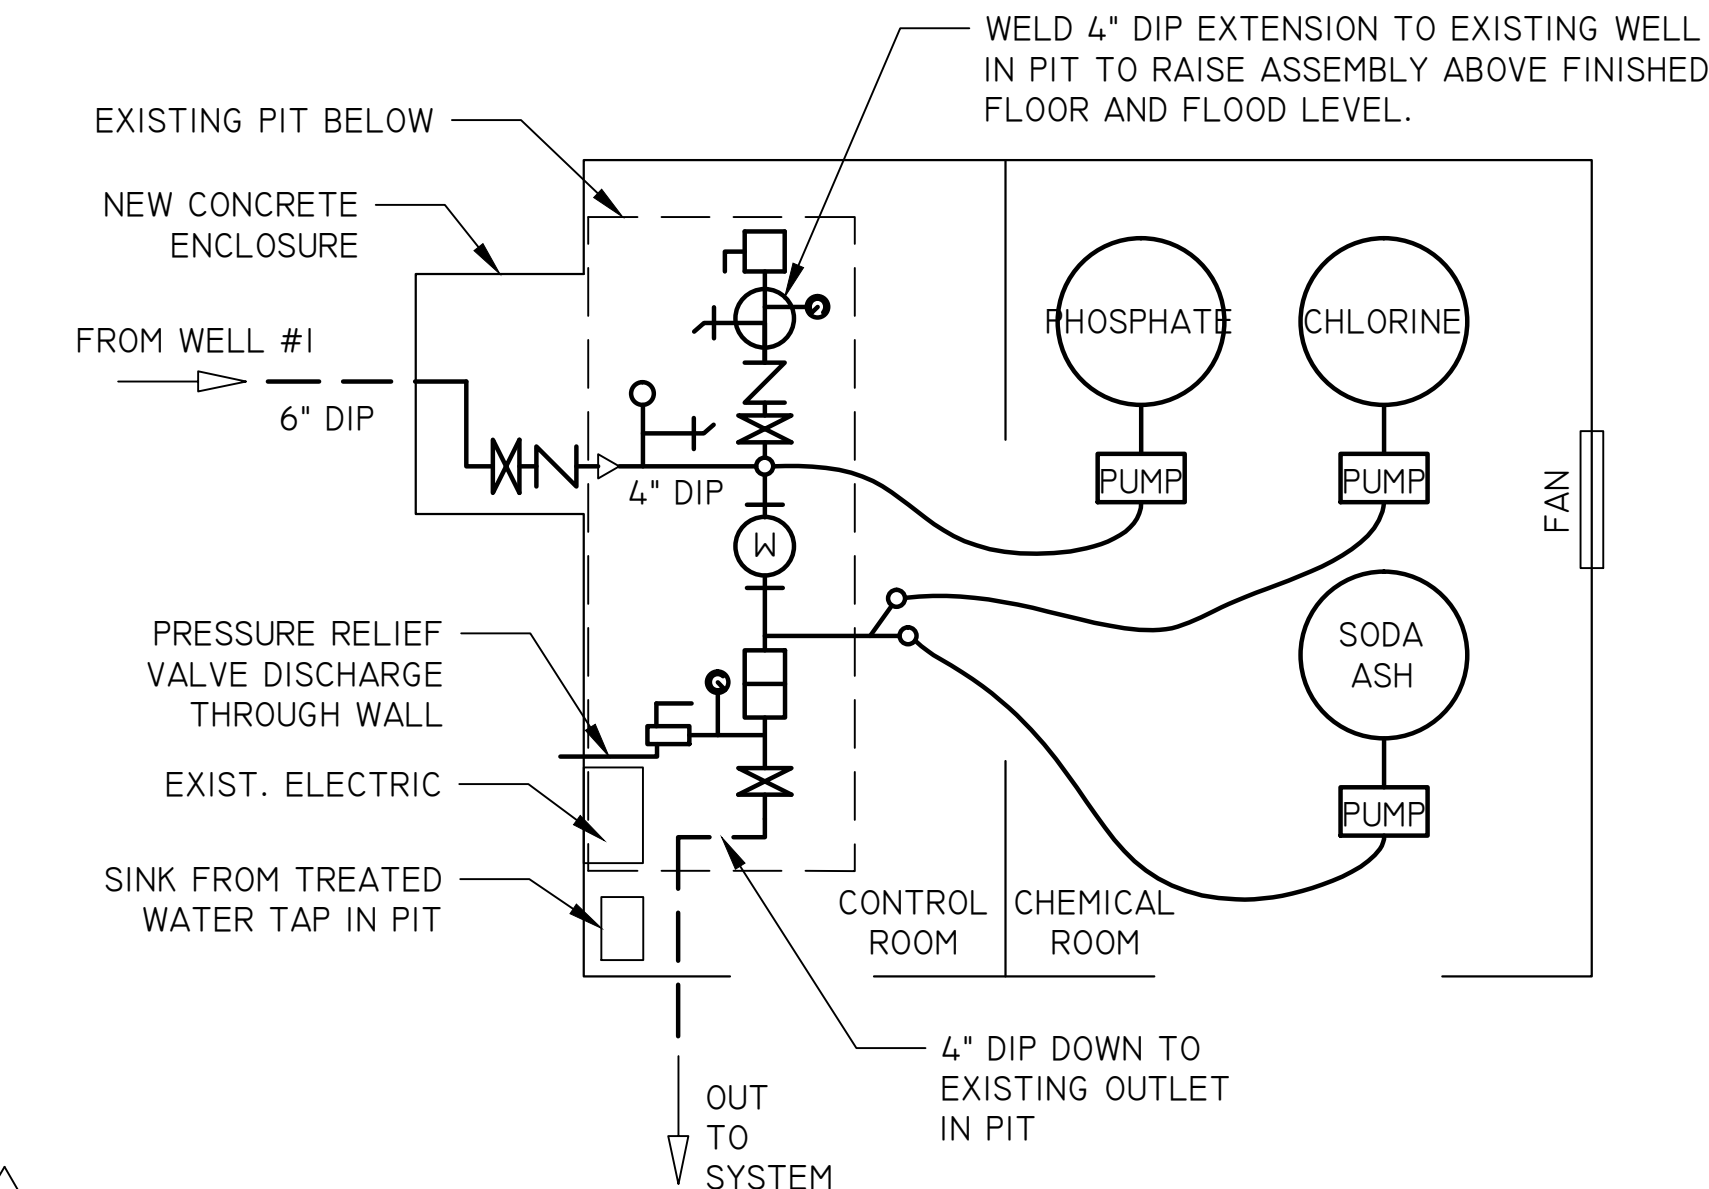 WELD 4" DIP EXTENSION TO EXISTING WELL
IN PIT TO RAISE ASSEMBLY ABOVE FINISHED
FLOOR AND FLOOD LEVEL.
EXISTING PIT BELOW
NEW CONCRETE
ENCLOSURE
FROM WELL #1
6" DIP
4" DIP
W
PHOSPHATE
CHLORINE
PUMP
PUMP
FAN
PRESSURE RELIEF
VALVE DISCHARGE
THROUGH WALL
SODA
ASH
EXIST. ELECTRIC
PUMP
SINK FROM TREATED
WATER TAP IN PIT
CONTROL
ROOM
CHEMICAL
ROOM
4" DIP DOWN TO
EXISTING OUTLET
IN PIT
OUT
TO
SYSTEM